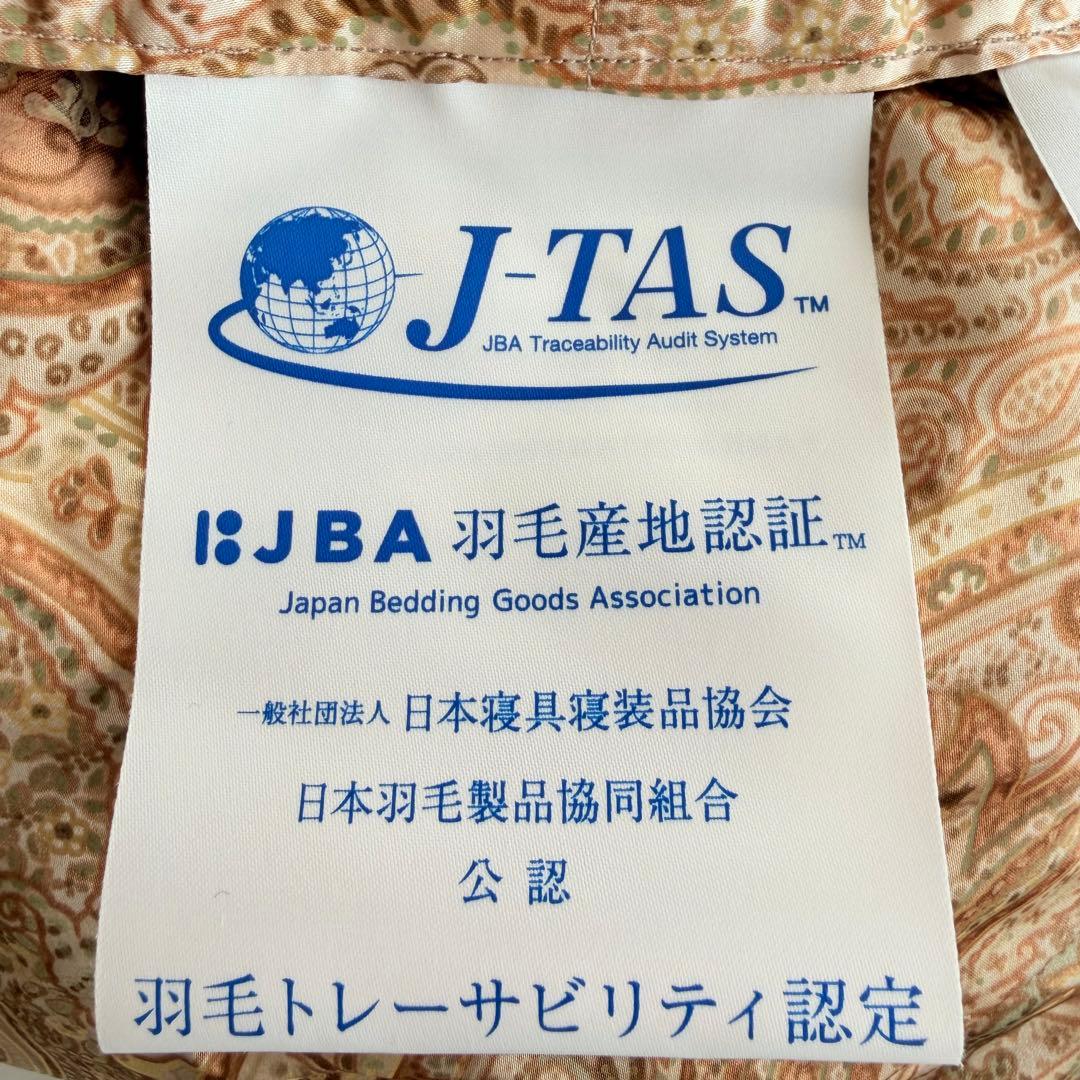 J-TAS™
JBA Traceability Audit System
JBA 羽毛産地認証™
Japan Bedding Goods Association
一般社団法人 日本寝具寝装品協会
日本羽毛製品協同組合
公認
羽毛トレーサビリティ認定